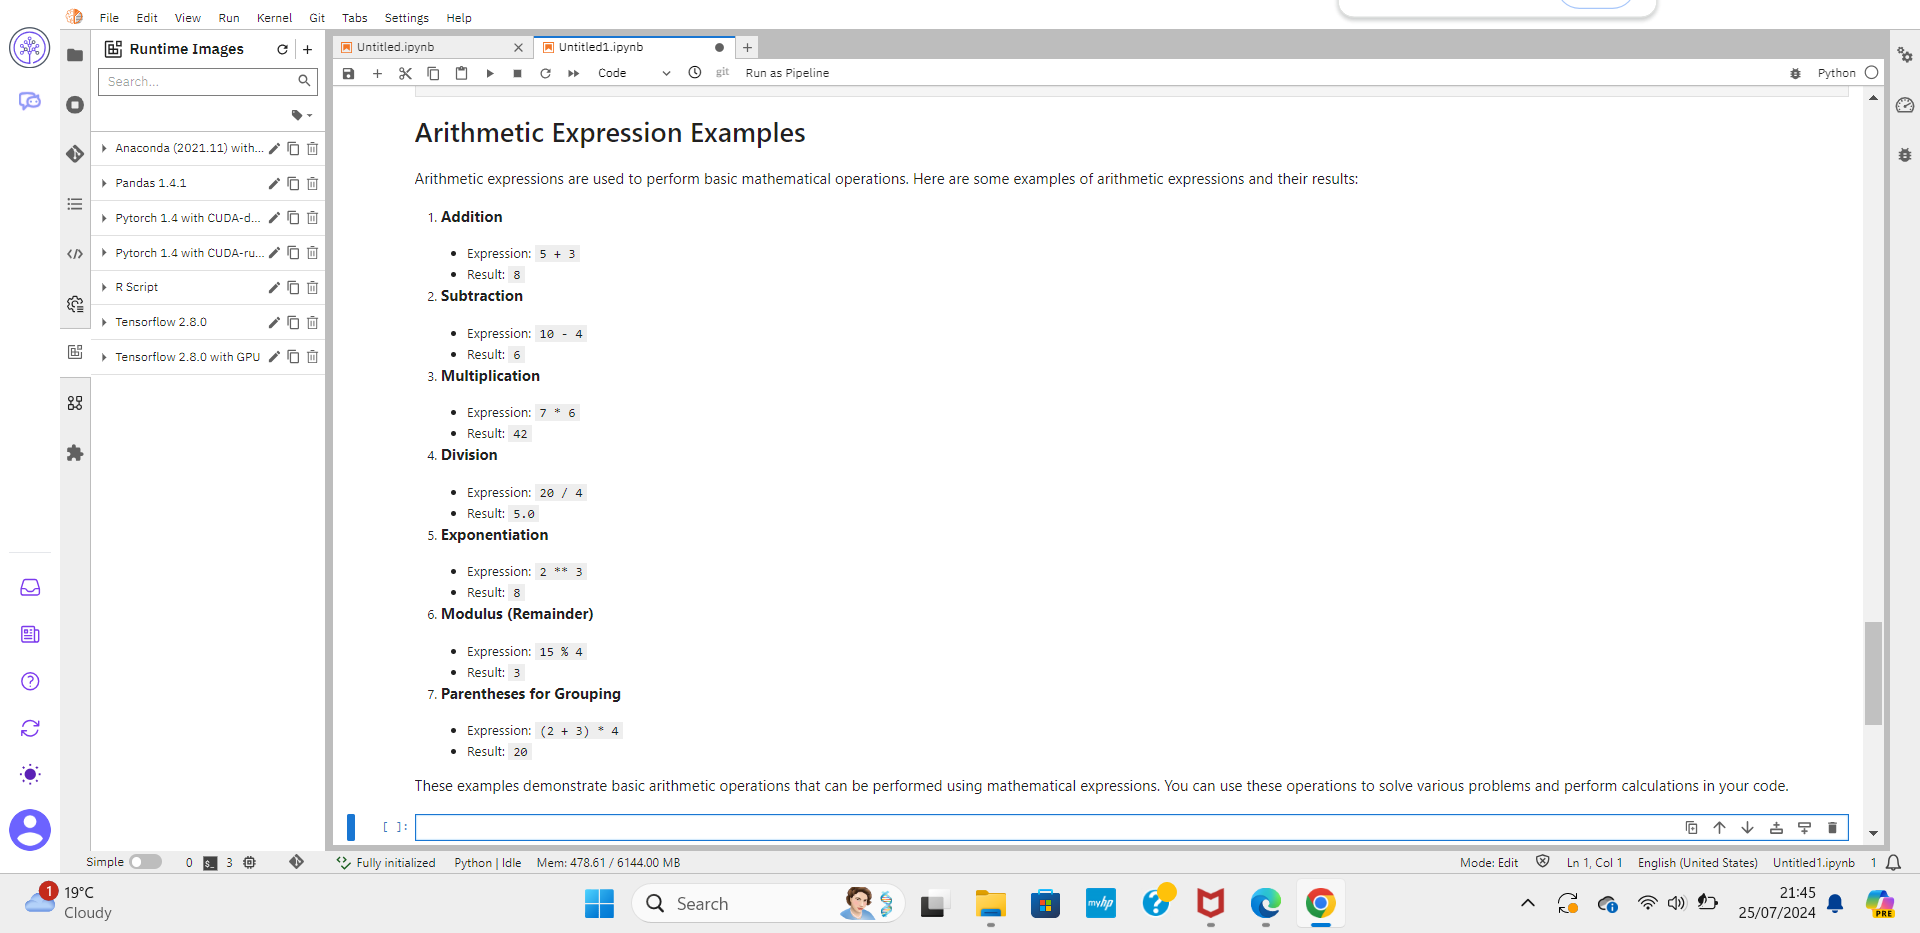 File Edit View Run Kernel Git Tabs Settings Help
Runtime Images
Search...
Anaconda (2021.11) with...
Pandas 1.4.1
Pytorch 1.4 with CUDA-d...
Pytorch 1.4 with CUDA-ru...
R Script
Tensorflow 2.8.0
Tensorflow 2.8.0 with GPU
Untitled.ipynb Untitled1.ipynb
Code git Run as Pipeline Python
Arithmetic Expression Examples
Arithmetic expressions are used to perform basic mathematical operations. Here are some examples of arithmetic expressions and their results:
1. Addition
Expression: 5 + 3
Result: 8
2. Subtraction
Expression: 10 - 4
Result: 6
3. Multiplication
Expression: 7 * 6
Result: 42
4. Division
Expression: 20 / 4
Result: 5.0
5. Exponentiation
Expression: 2 ** 3
Result: 8
6. Modulus (Remainder)
Expression: 15 % 4
Result: 3
7. Parentheses for Grouping
Expression: (2 + 3) * 4
Result: 20
These examples demonstrate basic arithmetic operations that can be performed using mathematical expressions. You can use these operations to solve various problems and perform calculations in your code.
[ ]:
Simple 0 3 Fully initialized Python | Idle Mem: 478.61 / 6144.00 MB Mode: Edit Ln 1, Col 1 English (United States) Untitled1.ipynb 1
1 19°C
Cloudy
Search
myhp
PRE
21:45
25/07/2024